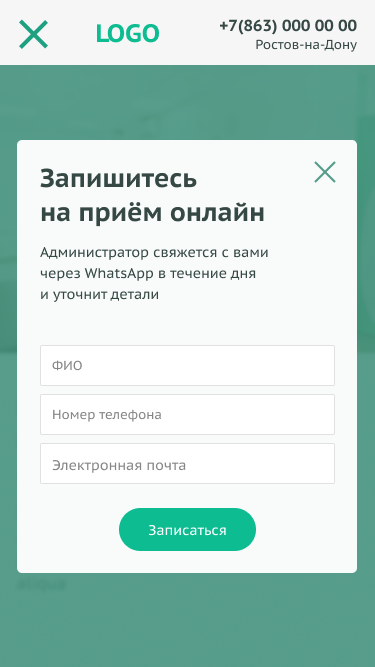 LOGO
+7(863) 000 00 00
Ростов-на-Дону
Запишитесь
на приём онлайн
Администратор свяжется с вами
через WhatsApp в течение дня
и уточнит детали
ФИО
Номер телефона
Электронная почта
Записаться